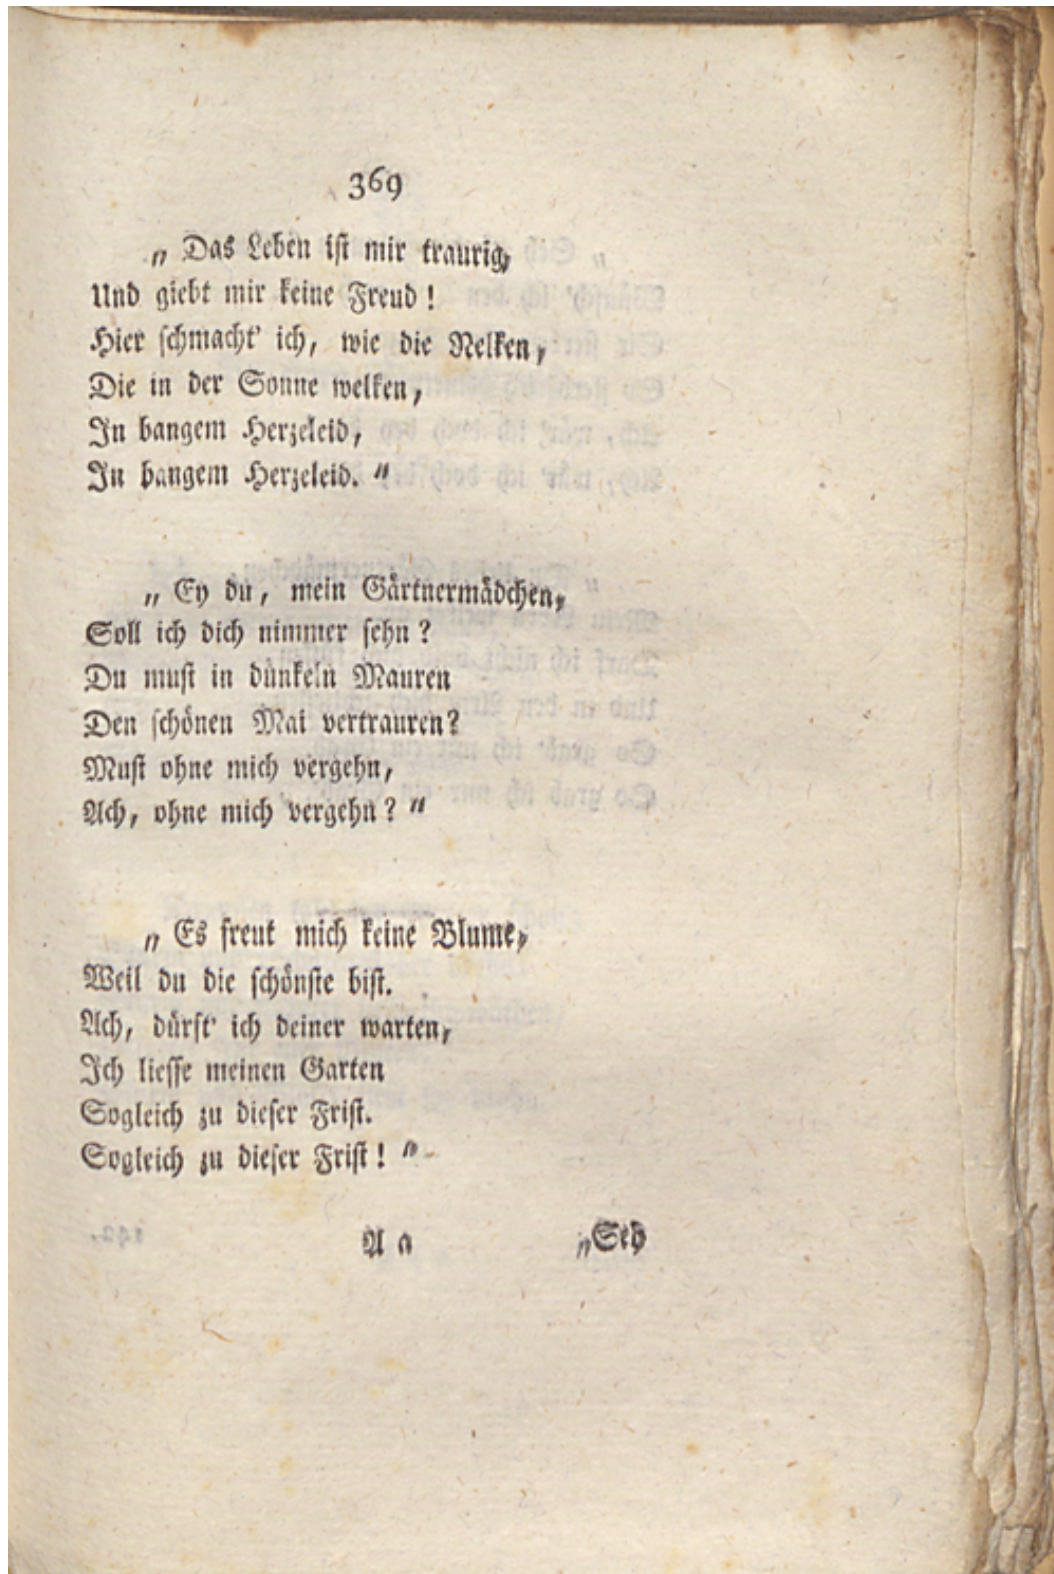 369
„Das Leben ist mir traurig,
Und giebt mir keine Freud!
Hier schmacht' ich, wie die Nelken,
Die in der Sonne welken,
In bangem Herzeleid,
In bangem Herzeleid.“
„Ey du, mein Gärtnermädchen,
Soll ich dich nimmer sehn?
Du must in dünkeln Mauren
Den schönen Mai vertrauren?
Must ohne mich vergehn,
Ach, ohne mich vergehn?“
„Es freut mich keine Blume,
Weil du die schönste bist.
Ach, dürft' ich deiner warten,
Ich liesse meinen Garten
Sogleich zu dieser Frist.
Sogleich zu dieser Frist!“
A a „Seh